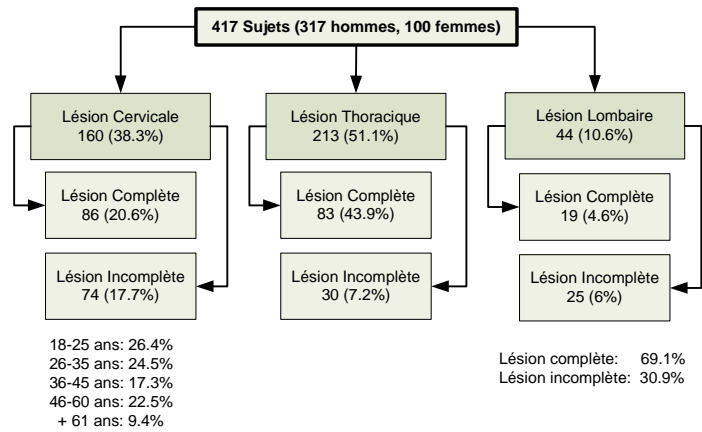 417 Sujets (317 hommes, 100 femmes)
Lésion Cervicale
160 (38.3%)
Lésion Thoracique
213 (51.1%)
Lésion Lombaire
44 (10.6%)
Lésion Complète
86 (20.6%)
Lésion Complète
83 (43.9%)
Lésion Complète
19 (4.6%)
Lésion Incomplète
74 (17.7%)
Lésion Incomplète
30 (7.2%)
Lésion Incomplète
25 (6%)
18-25 ans: 26.4%
26-35 ans: 24.5%
36-45 ans: 17.3%
46-60 ans: 22.5%
+ 61 ans: 9.4%
Lésion complète: 69.1%
Lésion incomplète: 30.9%